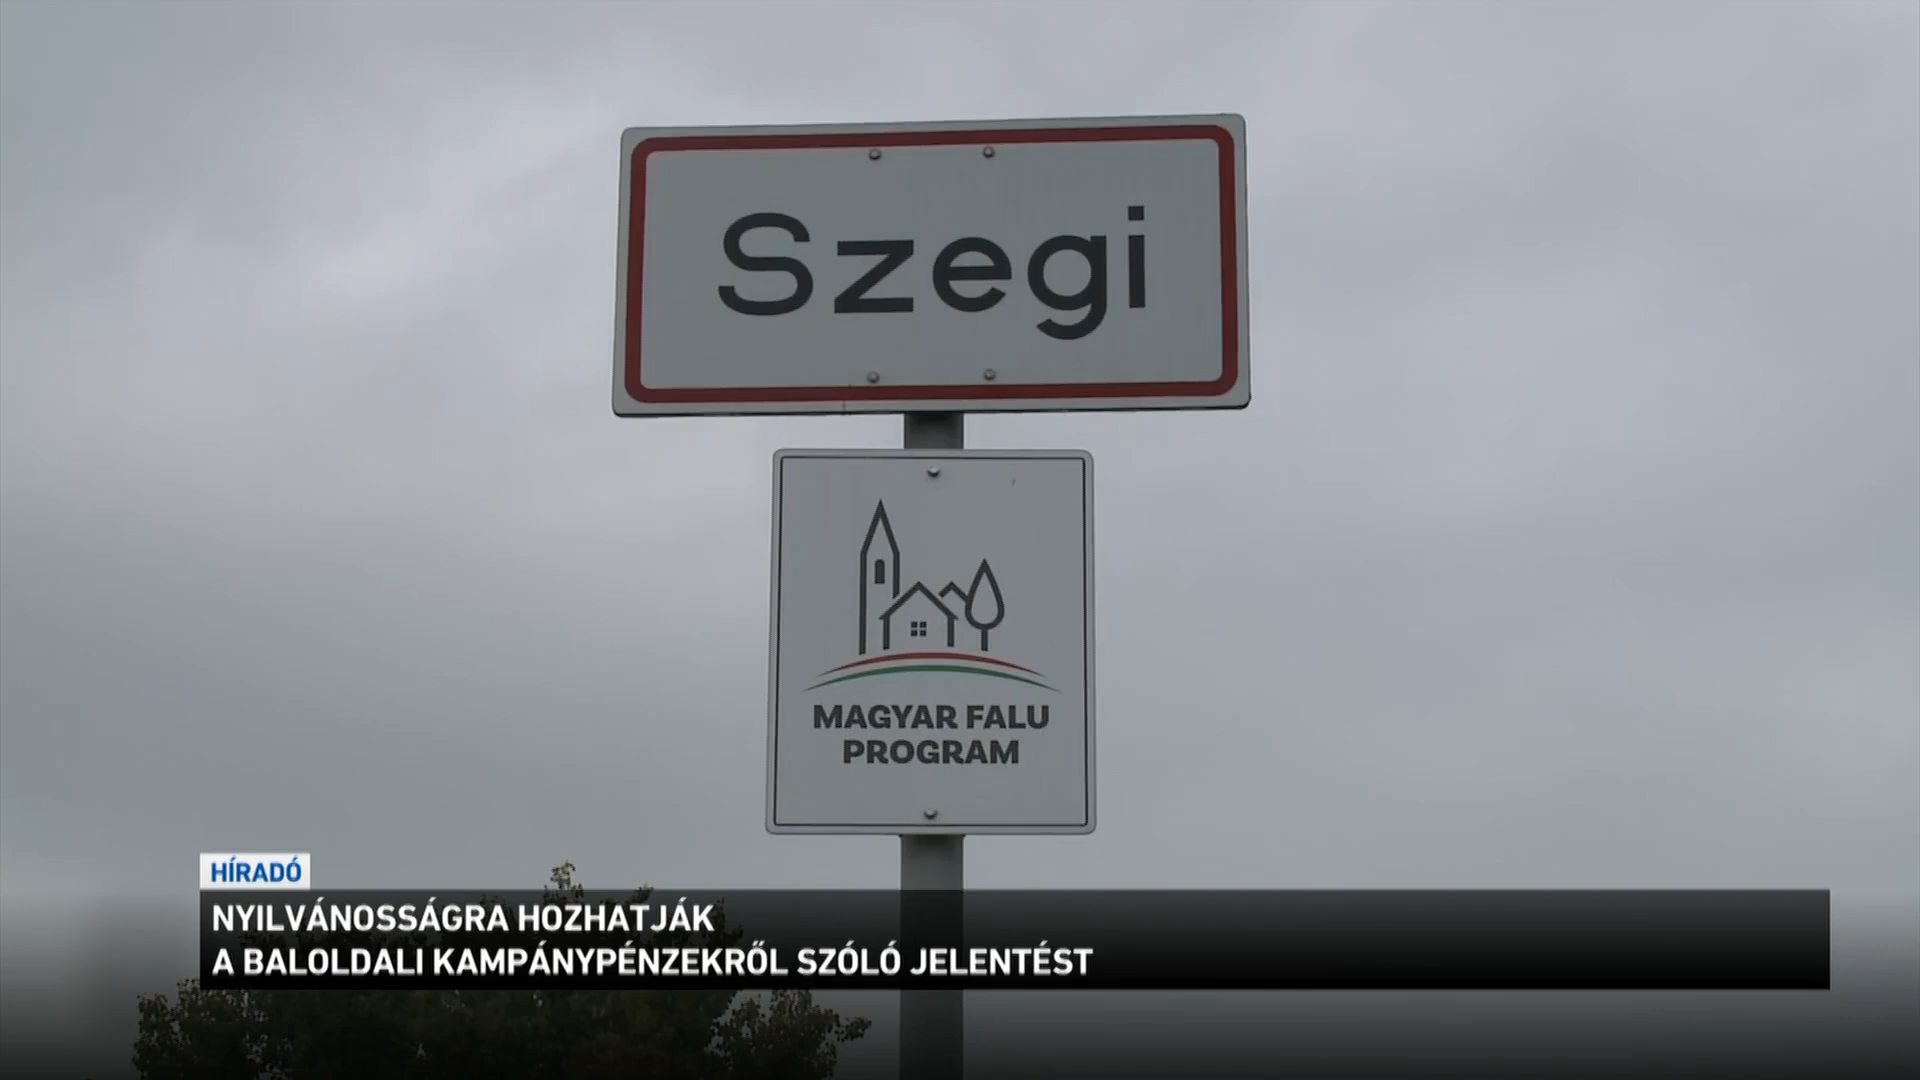 Szegi
MAGYAR FALU
PROGRAM
HÍRADÓ
NYILVÁNOSSÁGRA HOZHATJÁK
A BALOLDALI KAMPÁNYPÉNZEKRŐL SZÓLÓ JELENTÉST